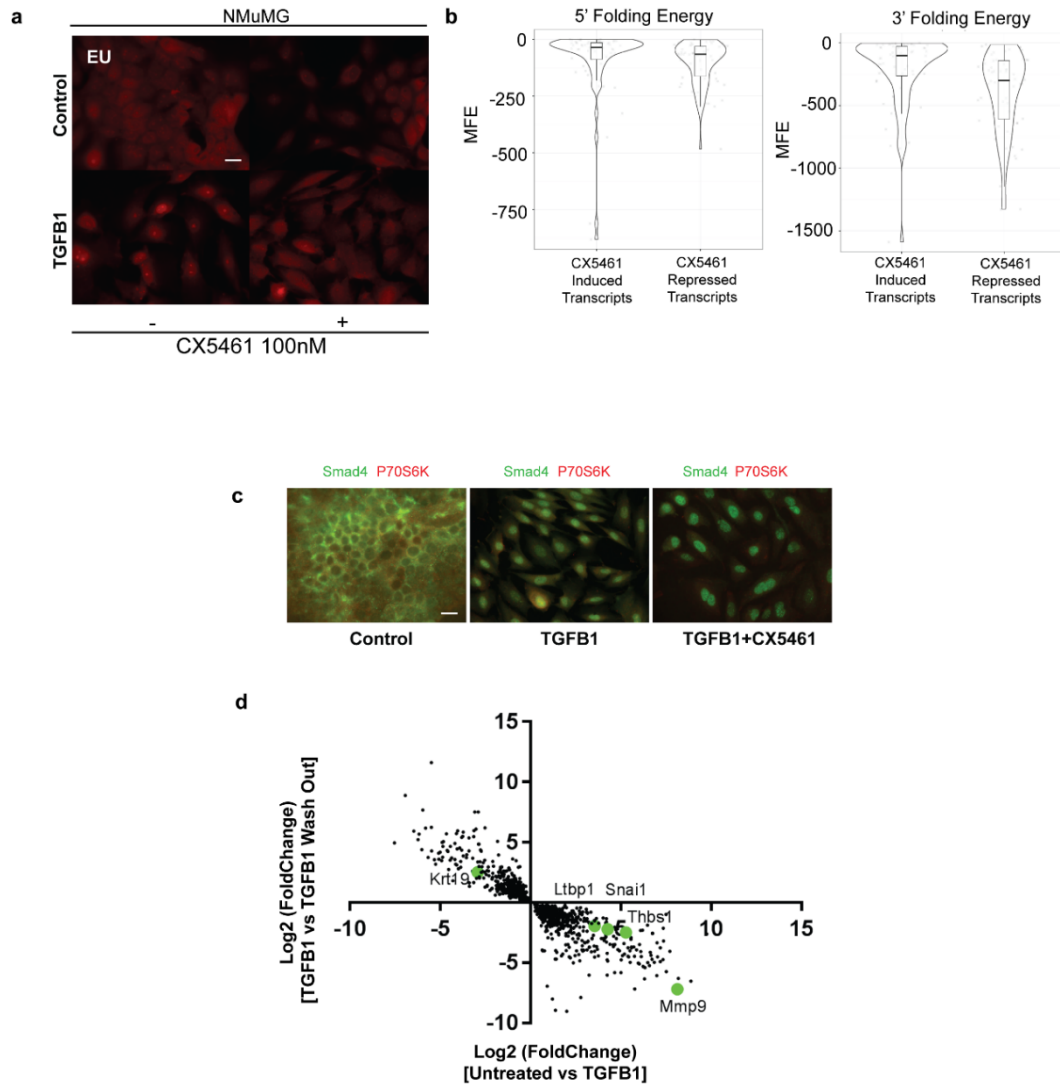 a
NMuMG
EU
Control
TGFB1
-
+
CX5461 100nM
b
5' Folding Energy
MFE
0
-250
-500
-750
CX5461
Induced
Transcripts
CX5461
Repressed
Transcripts
3' Folding Energy
MFE
0
-500
-1000
-1500
CX5461
Induced
Transcripts
CX5461
Repressed
Transcripts
c
Smad4 P70S6K
Smad4 P70S6K
Smad4 P70S6K
Control
TGFB1
TGFB1+CX5461
d
Log2 (FoldChange)
[TGFB1 vs TGFB1 Wash Out]
15
10
5
-5
-10
-10
-5
5
10
15
Krt19
Ltbp1
Snai1
Thbs1
Mmp9
Log2 (FoldChange)
[Untreated vs TGFB1]